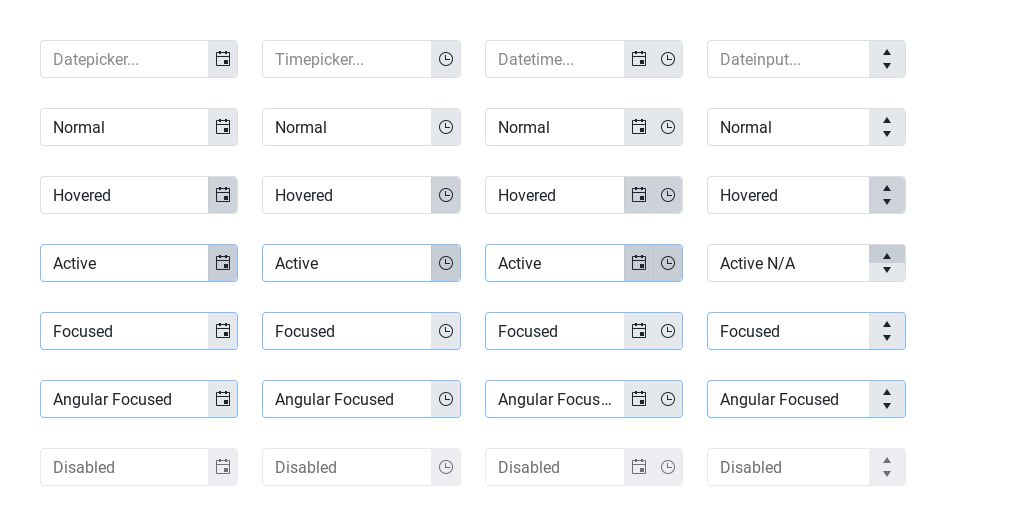 Datepicker... Timepicker... Datetime... Dateinput...
Normal Normal Normal Normal
Hovered Hovered Hovered Hovered
Active Active Active Active N/A
Focused Focused Focused Focused
Angular Focused Angular Focused Angular Focus... Angular Focused
Disabled Disabled Disabled Disabled